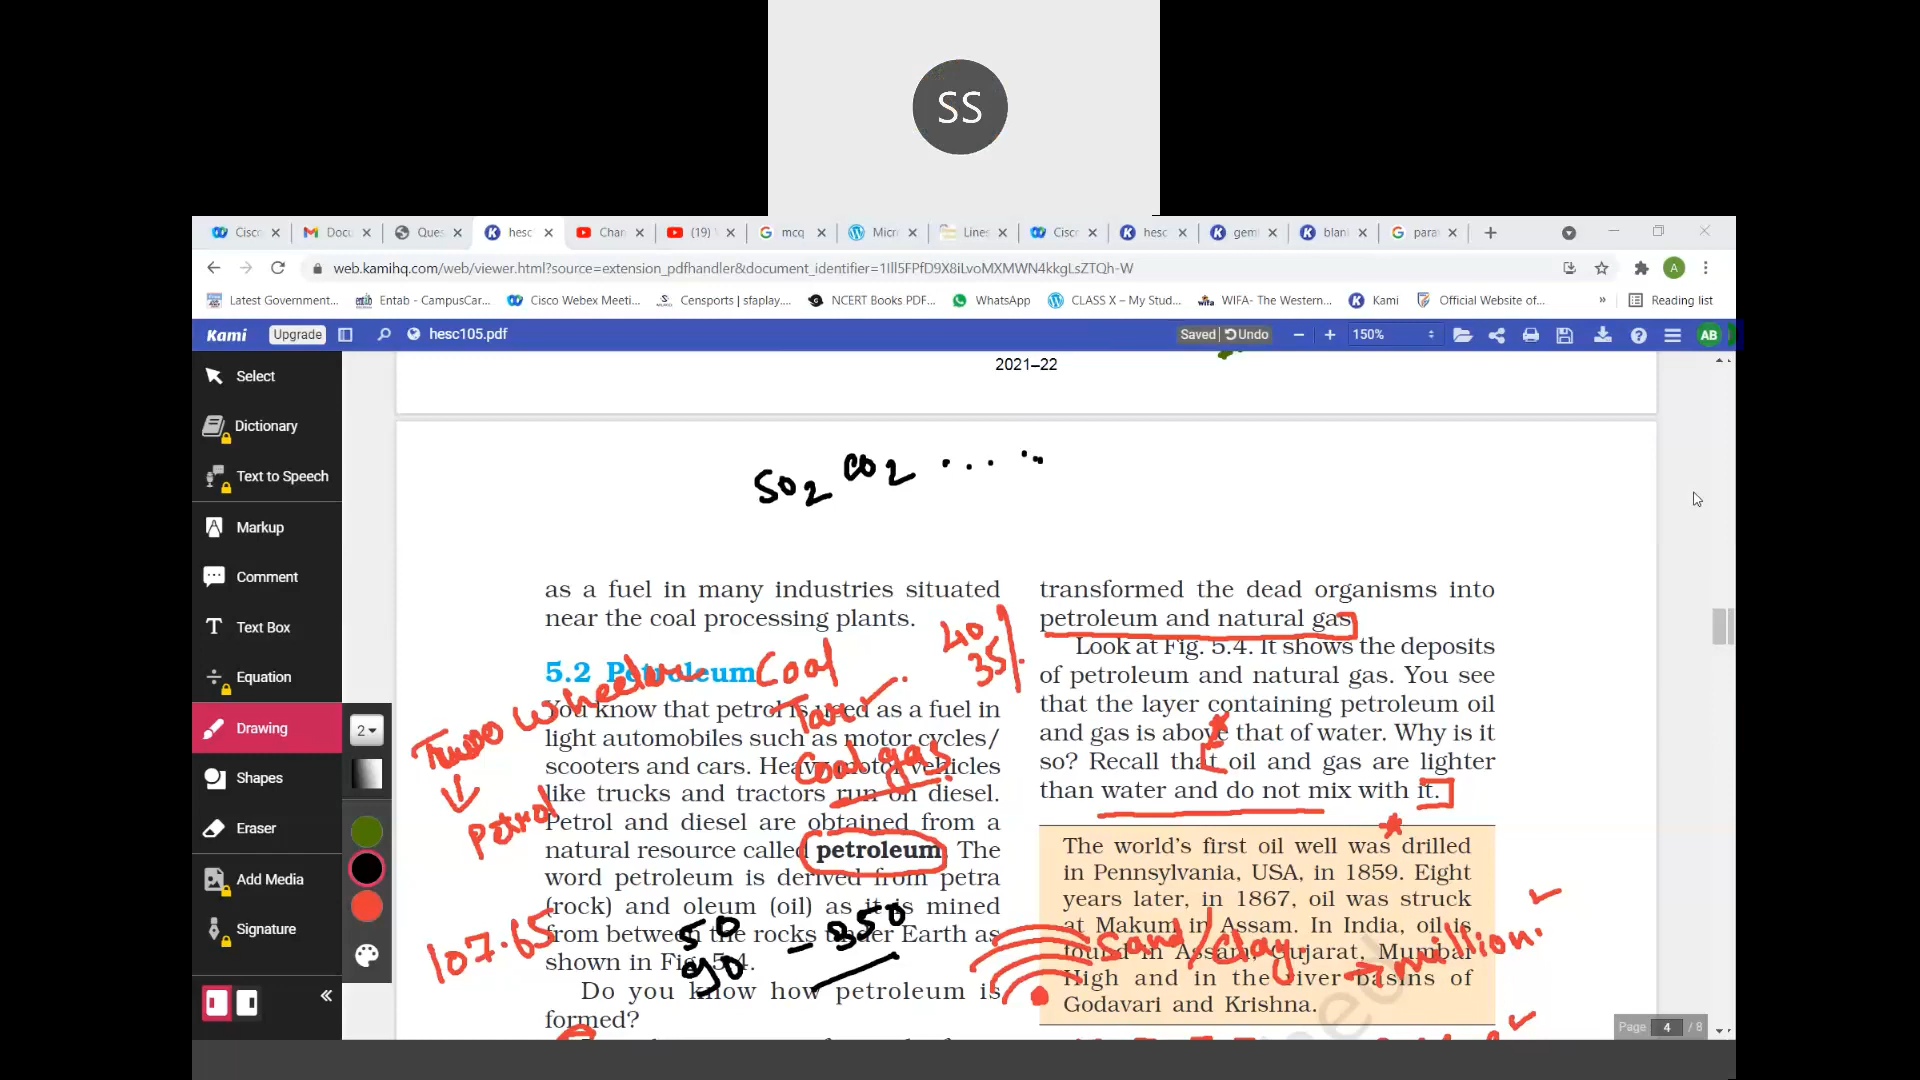 SS
Cisco
Docu
Ques
hesc
Chan
(19)
mcq
Micr
Lines
Cisc
hesc
gem
blan
para
web.kamihq.com/web/viewer.html?source=extension_pdfhandler&document_identifier=1Ill5FPfD9X8iLvoMXMWN4kkgLsZTQh-W
A
Latest Government...
Entab - CampusCar...
Cisco Webex Meeti...
Censports | sfaplay....
NCERT Books PDF...
WhatsApp
CLASS X – My Stud...
WIFA- The Western...
Kami
Official Website of...
»
Reading list
Kami
Upgrade
hesc105.pdf
Saved
Undo
150%
AB
Select
Dictionary
Text to Speech
Markup
Comment
Text Box
Equation
Drawing
2
Shapes
Eraser
Add Media
Signature
2021–22
SO2 CO2 ......
as a fuel in many industries situated
near the coal processing plants.
5.2 Petroleum
You know that petrol is used as a fuel in
light automobiles such as motor cycles/
scooters and cars. Heavy motor vehicles
like trucks and tractors run on diesel.
Petrol and diesel are obtained from a
natural resource called petroleum. The
word petroleum is derived from petra
(rock) and oleum (oil) as it is mined
from between the rocks under Earth as
shown in Fig. 5.4.
Do you know how petroleum is
formed?
Coal
Tar
Coal gas
40
35%
wheeler
Petrol
107.65
50 – 350
90
transformed the dead organisms into
petroleum and natural gas.
Look at Fig. 5.4. It shows the deposits
of petroleum and natural gas. You see
that the layer containing petroleum oil
and gas is above that of water. Why is it
so? Recall that oil and gas are lighter
than water and do not mix with it.
The world's first oil well was drilled
in Pennsylvania, USA, in 1859. Eight
years later, in 1867, oil was struck
at Makum in Assam. In India, oil is
found in Assam, Gujarat, Mumbai
High and in the river basins of
Godavari and Krishna.
Sand/clay.
→ million.
Page 4 / 8